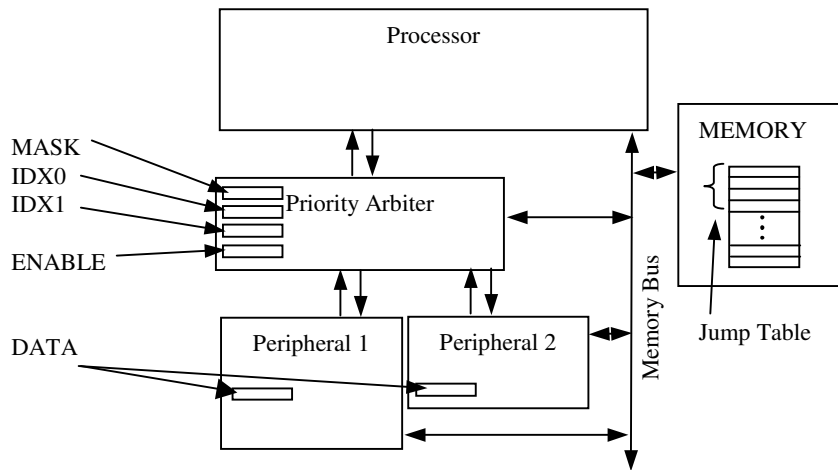 Processor
MEMORY
MASK
IDX0
IDX1
Priority Arbiter
ENABLE
Memory Bus
Jump Table
Peripheral 1
Peripheral 2
DATA